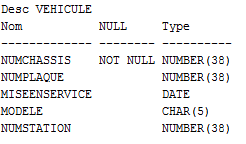 Desc VEHICULE
Nom NULL Type
------------- -------- ----------
NUMCHASSIS NOT NULL NUMBER(38)
NUMPLAQUE NUMBER(38)
MISEENSERVICE DATE
MODELE CHAR(5)
NUMSTATION NUMBER(38)